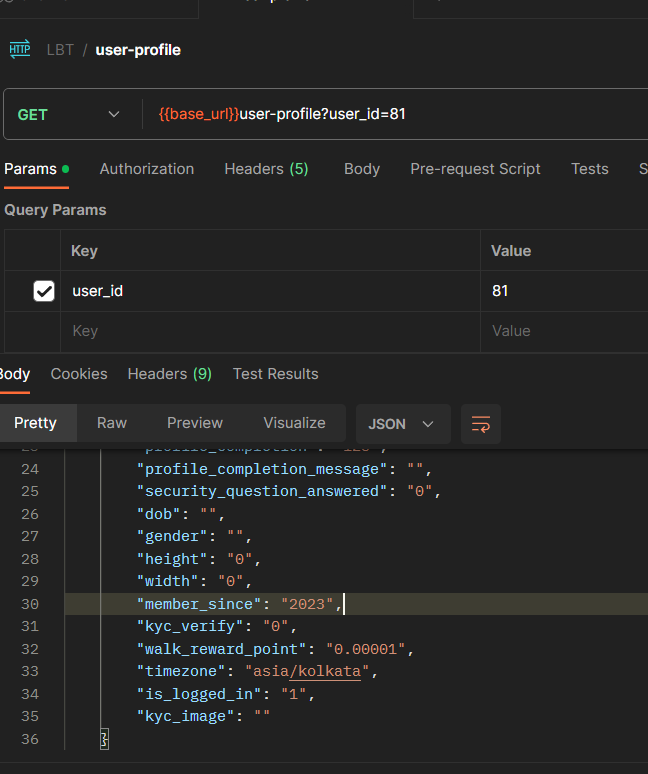 HTTP LBT / user-profile
GET {{base_url}}user-profile?user_id=81
Params Authorization Headers (5) Body Pre-request Script Tests S
Query Params
Key Value
user_id 81
Key Value
Body Cookies Headers (9) Test Results
Pretty Raw Preview Visualize JSON
24 "profile_completion_message": "",
25 "security_question_answered": "0",
26 "dob": "",
27 "gender": "",
28 "height": "0",
29 "width": "0",
30 "member_since": "2023",
31 "kyc_verify": "0",
32 "walk_reward_point": "0.00001",
33 "timezone": "asia/kolkata",
34 "is_logged_in": "1",
35 "kyc_image": ""
36 }